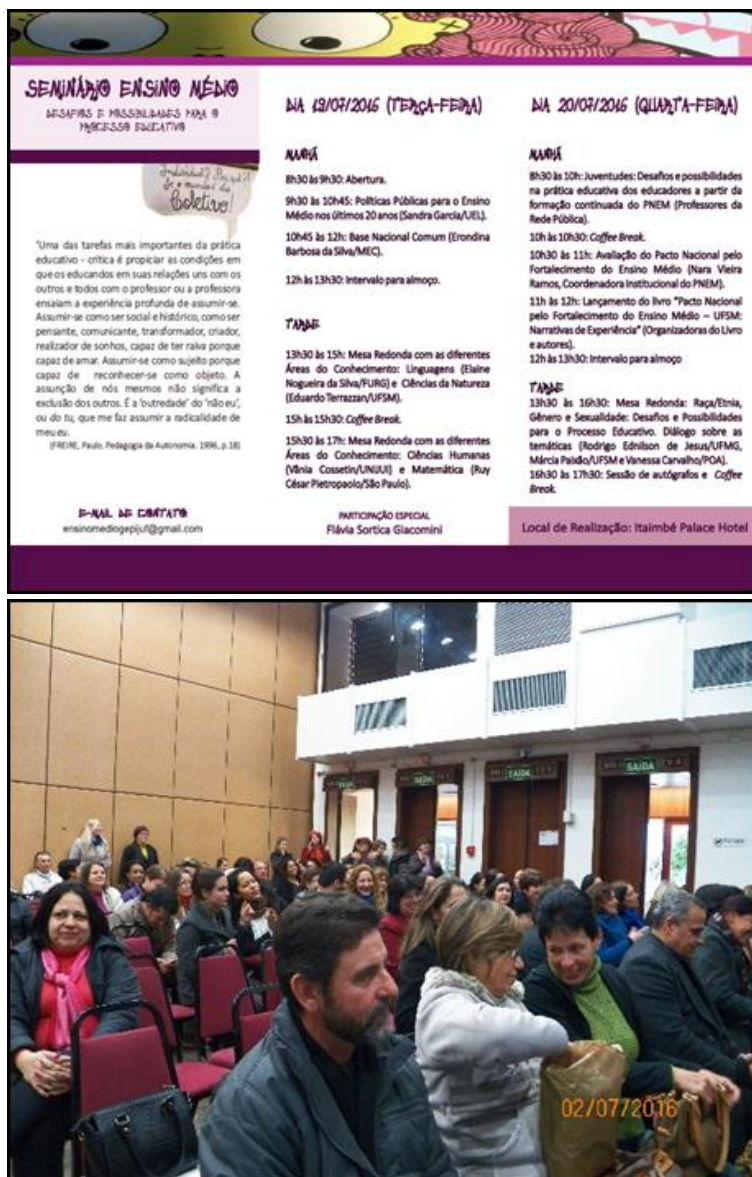 SEMINÁRIO ENSINO MÉDIO
DESAFIOS E POSSIBILIDADES PARA O
PROCESSO EDUCATIVO
Coletivo!
"Uma das tarefas mais importantes da prática
educativo - crítica é propiciar as condições em
que os educandos em suas relações uns com os
outros e todos com o professor ou a professora
ensaiam a experiência profunda de assumir-se.
Assumir-se como ser social e histórico, como ser
pensante, comunicante, transformador, criador,
realizador de sonhos, capaz de ter raiva porque
capaz de amar. Assumir-se como sujeito porque
capaz de reconhecer-se como objeto. A
assunção de nós mesmos não significa a
exclusão dos outros. É a 'outredade' do 'não eu',
ou do tu, que me faz assumir a radicalidade de
meu eu.
(FREIRE, Paulo. Pedagogia da Autonomia. 1996, p.18)
E-MAIL DE CONTATO
ensinomediogepijuf@gmail.com
DIA 19/07/2016 (TERÇA-FEIRA)
MANHÃ
8h30 às 9h30: Abertura.
9h30 às 10h45: Políticas Públicas para o Ensino
Médio nos últimos 20 anos (Sandra Garcia/UEL).
10h45 às 12h: Base Nacional Comum (Erondina
Barbosa da Silva/MEC).
12h às 13h30: Intervalo para almoço.
TARDE
13h30 às 15h: Mesa Redonda com as diferentes
Áreas do Conhecimento: Linguagens (Elaine
Nogueira da Silva/FURG) e Ciências da Natureza
(Eduardo Terrazzan/UFSM).
15h às 15h30: Coffee Break.
15h30 às 17h: Mesa Redonda com as diferentes
Áreas do Conhecimento: Ciências Humanas
(Vânia Cossetin/UNIJUI) e Matemática (Ruy
César Pietropaolo/São Paulo).
PARTICIPAÇÃO ESPECIAL
Flávia Sortica Giacomini
DIA 20/07/2016 (QUARTA-FEIRA)
MANHÃ
8h30 às 10h: Juventudes: Desafios e possibilidades
na prática educativa dos educadores a partir da
formação continuada do PNEM (Professores da
Rede Pública).
10h às 10h30: Coffee Break.
10h30 às 11h: Avaliação do Pacto Nacional pelo
Fortalecimento do Ensino Médio (Nara Vieira
Ramos, Coordenadora Institucional do PNEM).
11h às 12h: Lançamento do livro "Pacto Nacional
pelo Fortalecimento do Ensino Médio – UFSM:
Narrativas de Experiência" (Organizadoras do Livro
e autores).
12h às 13h30: Intervalo para almoço
TARDE
13h30 às 16h30: Mesa Redonda: Raça/Etnia,
Gênero e Sexualidade: Desafios e Possibilidades
para o Processo Educativo. Diálogo sobre as
temáticas (Rodrigo Ednilson de Jesus/UFMG,
Márcia Paixão/UFSM e Vanessa Carvalho/POA).
16h30 às 17h30: Sessão de autógrafos e Coffee
Break.
Local de Realização: Itaimbé Palace Hotel
SAÍDA
SAÍDA
SAÍDA
SAÍDA
02/07/2016